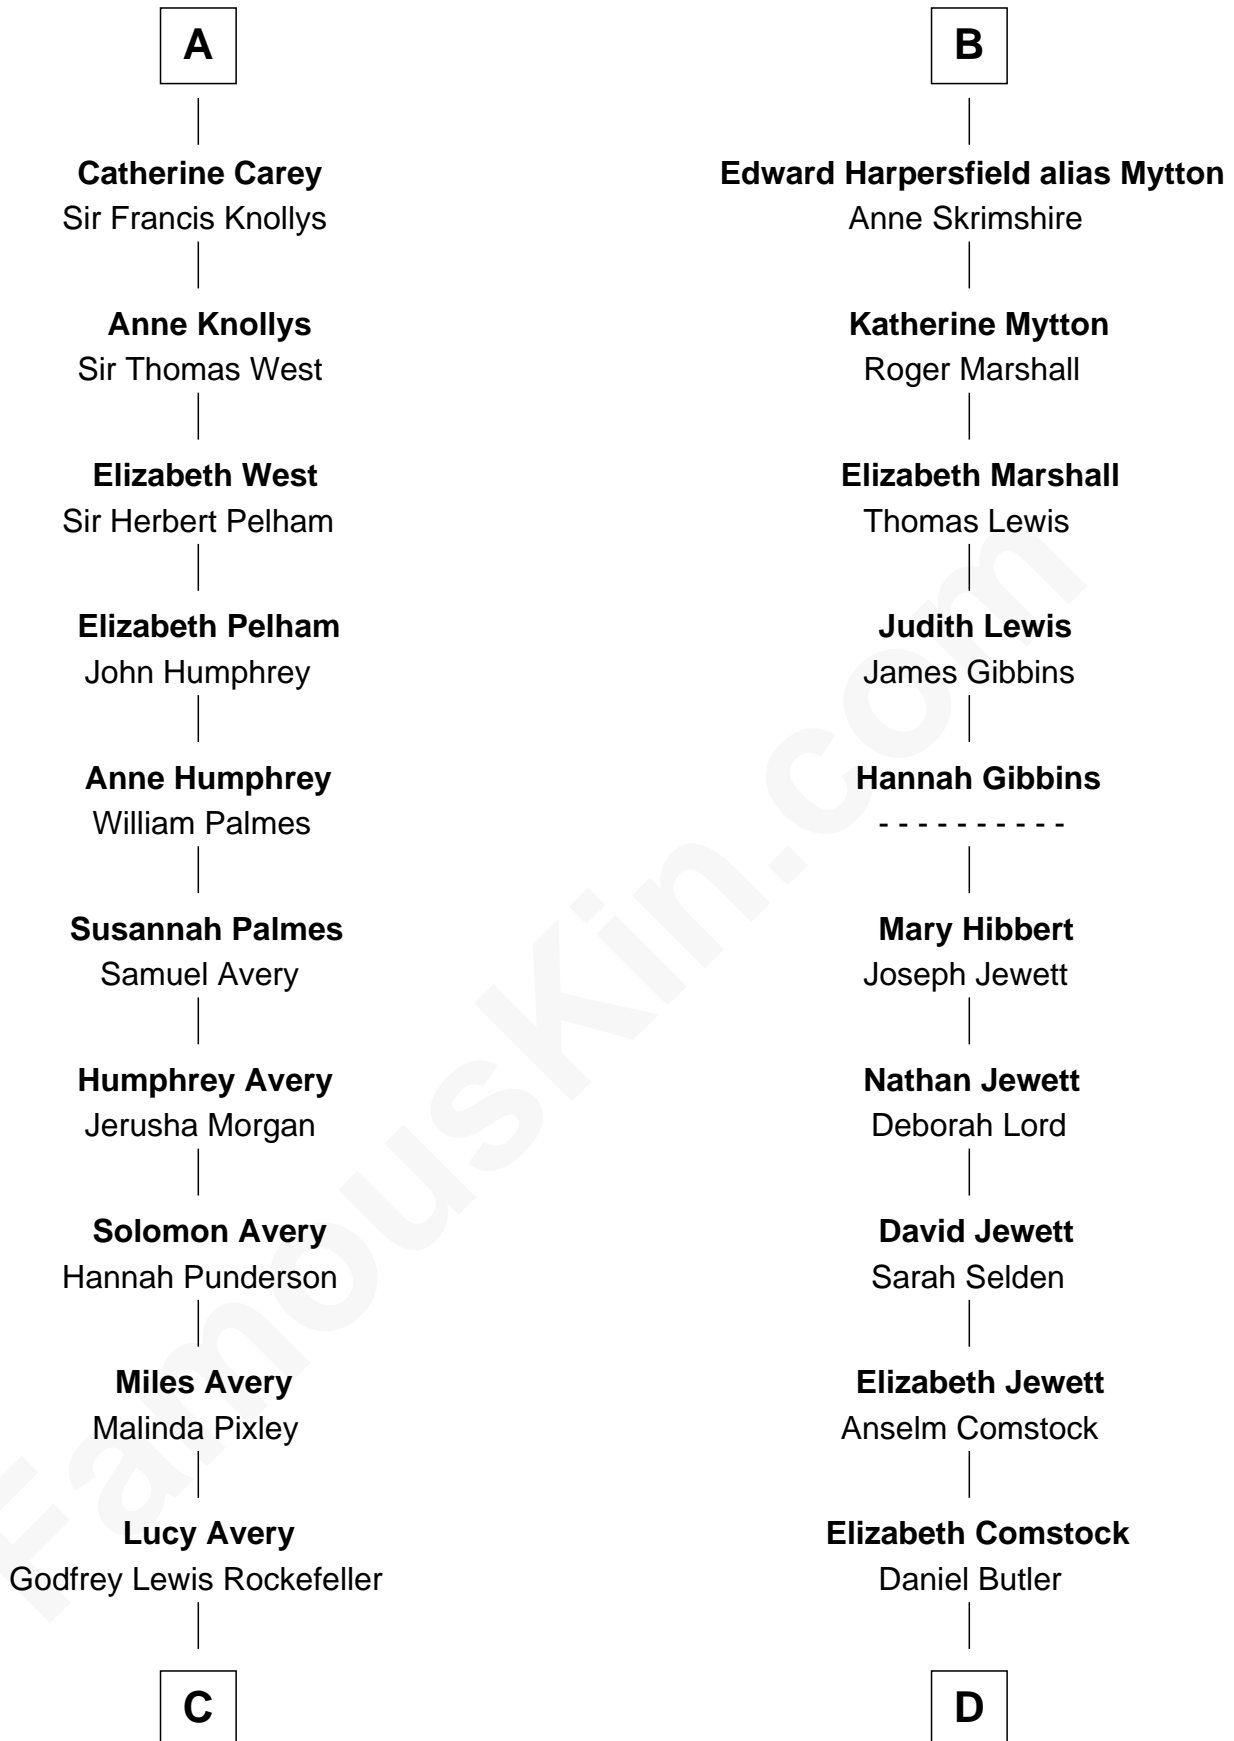 A
Catherine Carey
Sir Francis Knollys
Anne Knollys
Sir Thomas West
Elizabeth West
Sir Herbert Pelham
Elizabeth Pelham
John Humphrey
Anne Humphrey
William Palmes
Susannah Palmes
Samuel Avery
Humphrey Avery
Jerusha Morgan
Solomon Avery
Hannah Punderson
Miles Avery
Malinda Pixley
Lucy Avery
Godfrey Lewis Rockefeller
C
B
Edward Harpersfield alias Mytton
Anne Skrimshire
Katherine Mytton
Roger Marshall
Elizabeth Marshall
Thomas Lewis
Judith Lewis
James Gibbins
Hannah Gibbins
- - - - - - - - - -
Mary Hibbert
Joseph Jewett
Nathan Jewett
Deborah Lord
David Jewett
Sarah Selden
Elizabeth Jewett
Anselm Comstock
Elizabeth Comstock
Daniel Butler
D
FamousKin.com